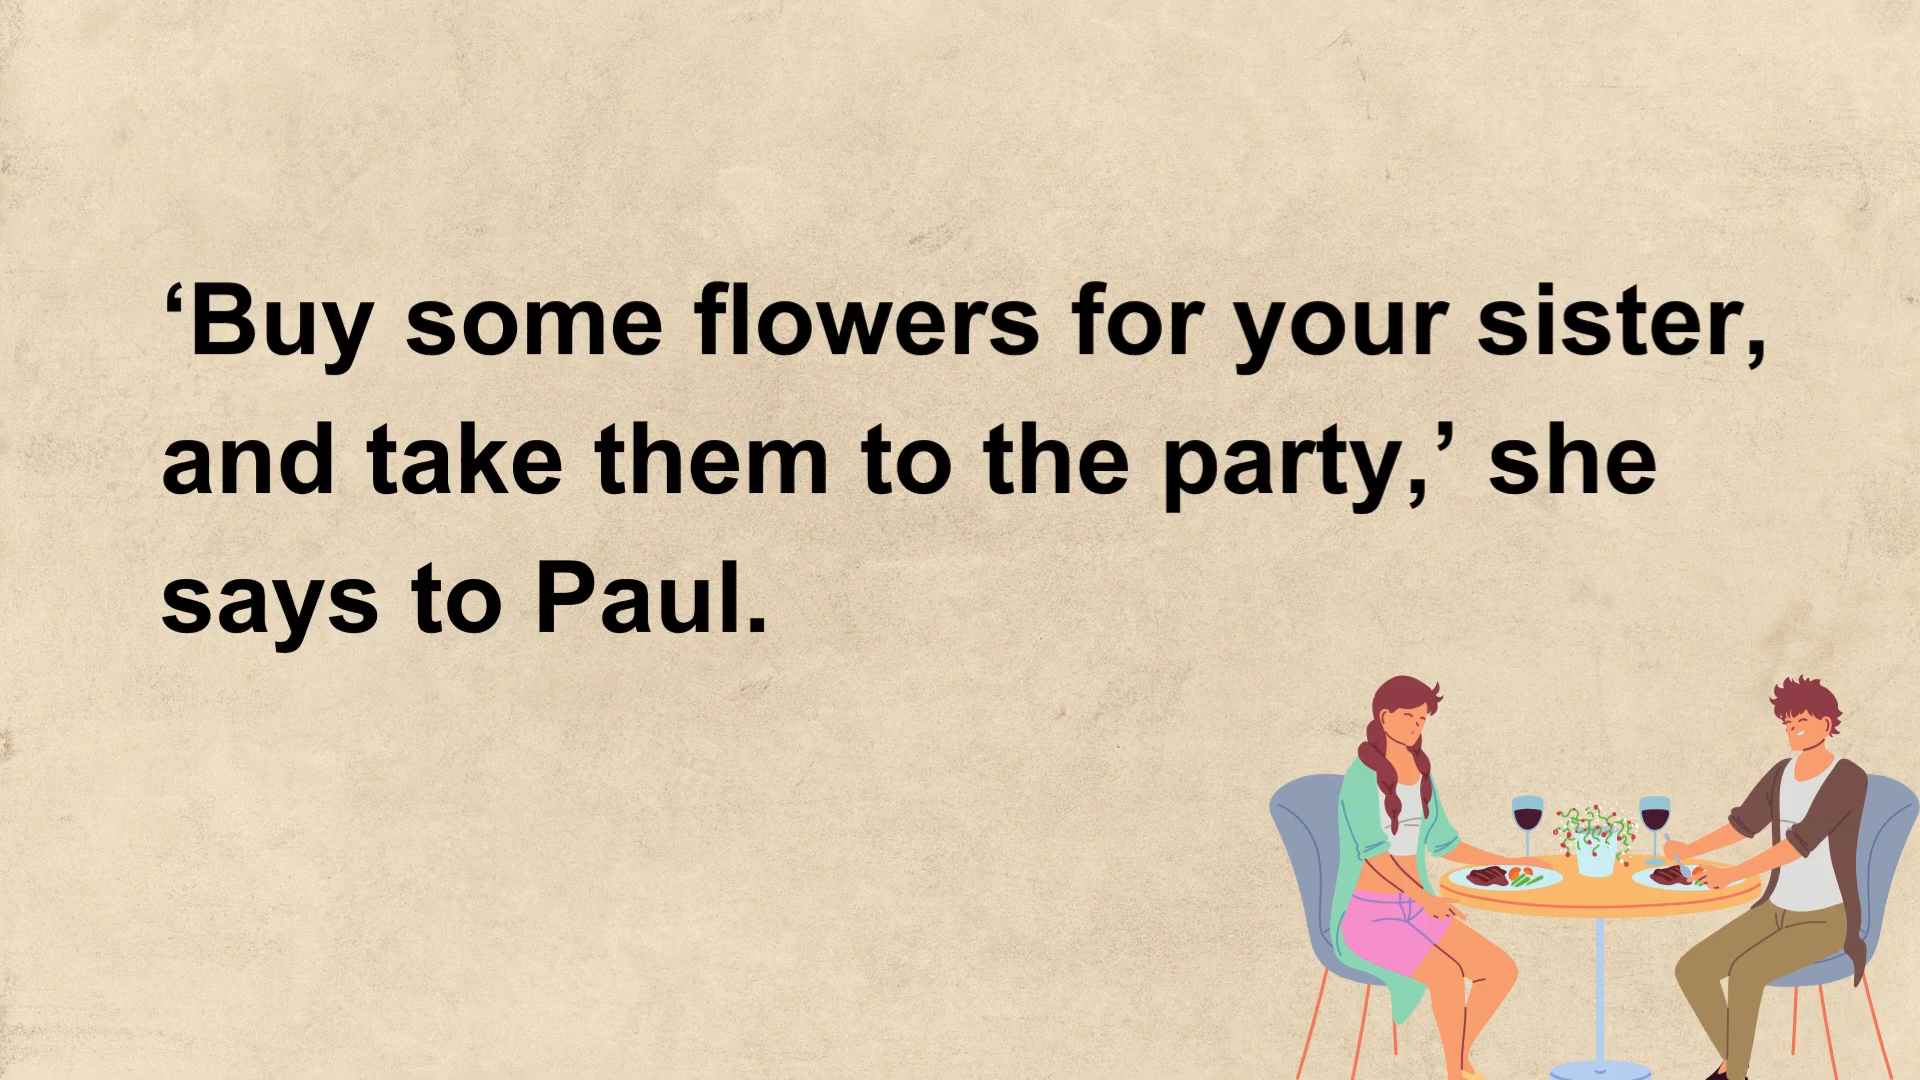 ‘Buy some flowers for your sister,
and take them to the party,’ she
says to Paul.